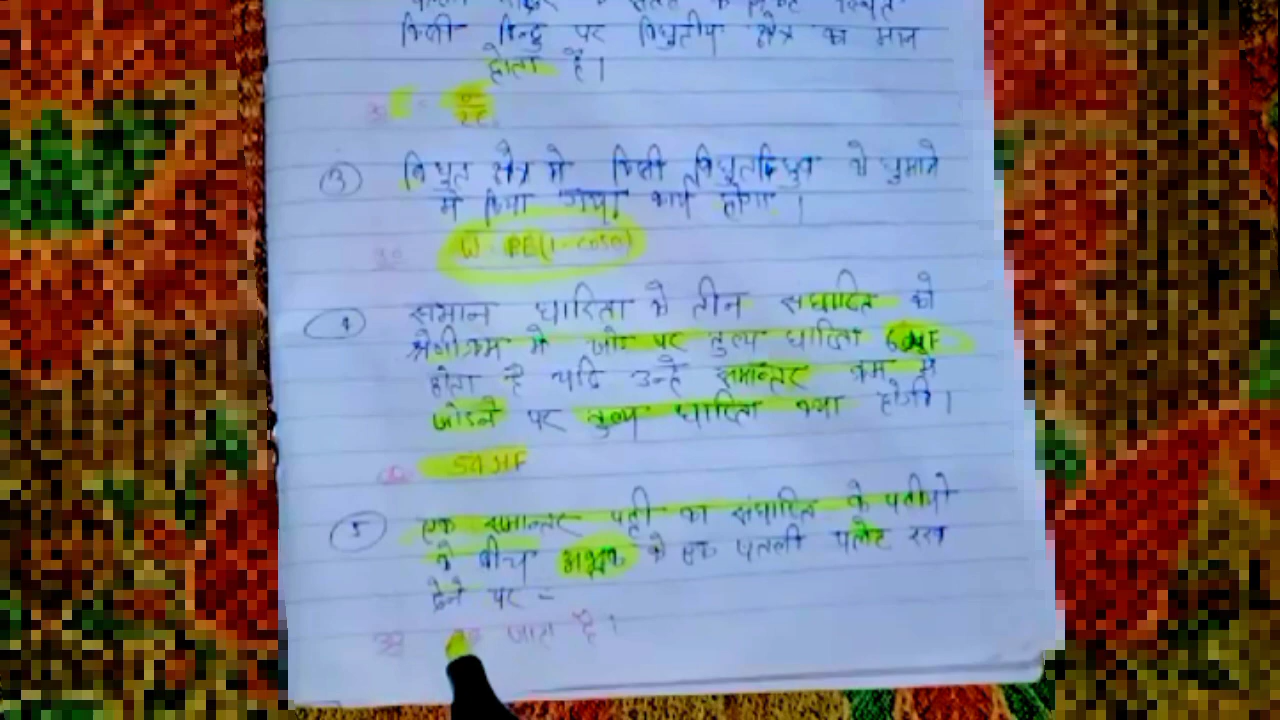 किसी बिन्दु पर विधुतीय क्षेत्र का मान
होता है।
③ विधुत क्षेत्र मे किसी विधुतद्विधुव को घुमाने
मे किया गया कार्य होगा।
W = PE(1-cosθ)
④ समान धारिता के तीन संधारित्र को
श्रेणीक्रम मे जोड़ पर तुल्य धारिता 6μF
होता है यदि उन्हें समान्तर क्रम मे
जोडने पर तुल्य धारिता क्या होगी।
54μF
⑤ एक समान्तर पट्टी का संधारित्र के प्लेटों
के बीच अभ्रक के एक पतली प्लेट रख
देने पर -
जाता है।